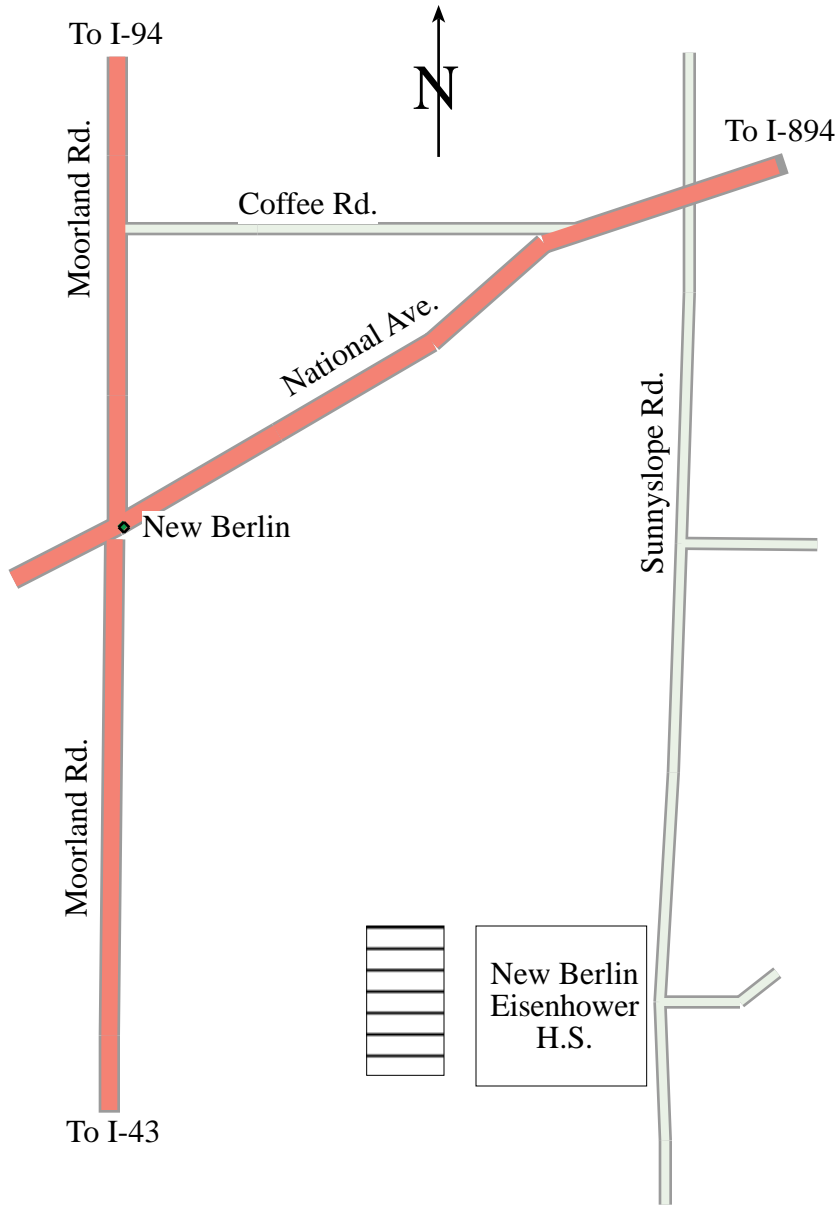 To I-94
N
To I-894
Moorland Rd.
Coffee Rd.
National Ave.
Sunnyslope Rd.
New Berlin
Moorland Rd.
New Berlin
Eisenhower
H.S.
To I-43